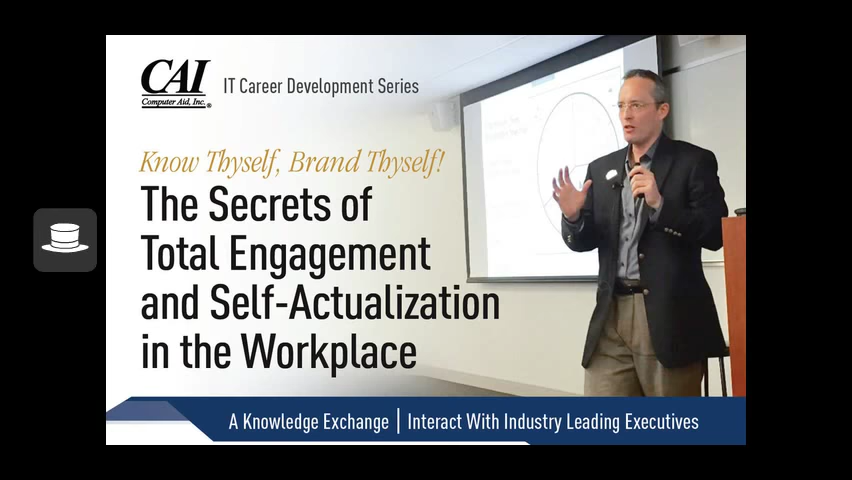 CAI
Computer Aid, Inc.®
IT Career Development Series
Know Thyself, Brand Thyself!
The Secrets of
Total Engagement
and Self-Actualization
in the Workplace
A Knowledge Exchange | Interact With Industry Leading Executives